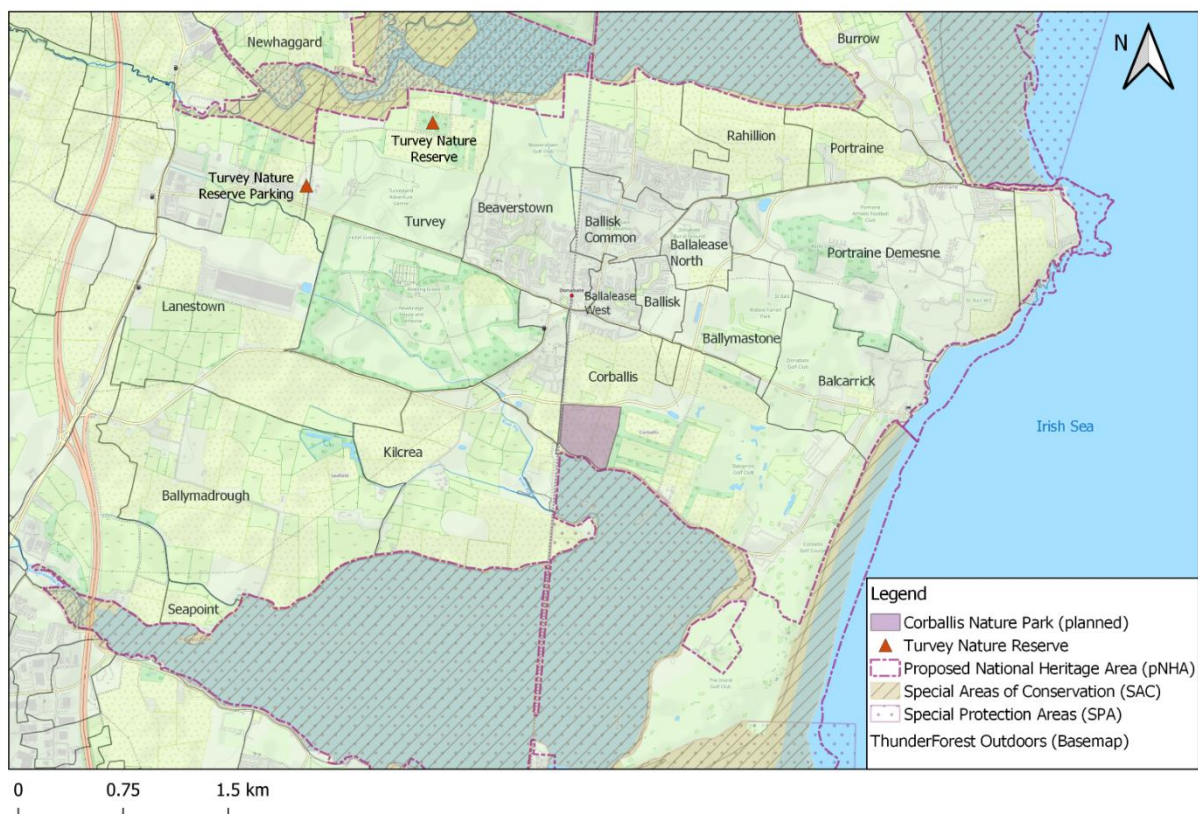 Newhaggard
Burrow
N
Turvey Nature
Reserve
Rahillion
Portraine
Turvey Nature
Reserve Parking
Turvey
Beaverstown
Ballisk
Common
Ballalease
North
Portraine Demesne
Lanestown
Donabate
Ballalease
West
Ballisk
Ballymastone
Corballis
Balcarrick
Irish Sea
Kilcrea
Corballis
Ballymadrough
Seapoint
Legend
Corballis Nature Park (planned)
Turvey Nature Reserve
Proposed National Heritage Area (pNHA)
Special Areas of Conservation (SAC)
Special Protection Areas (SPA)
ThunderForest Outdoors (Basemap)
0 0.75 1.5 km